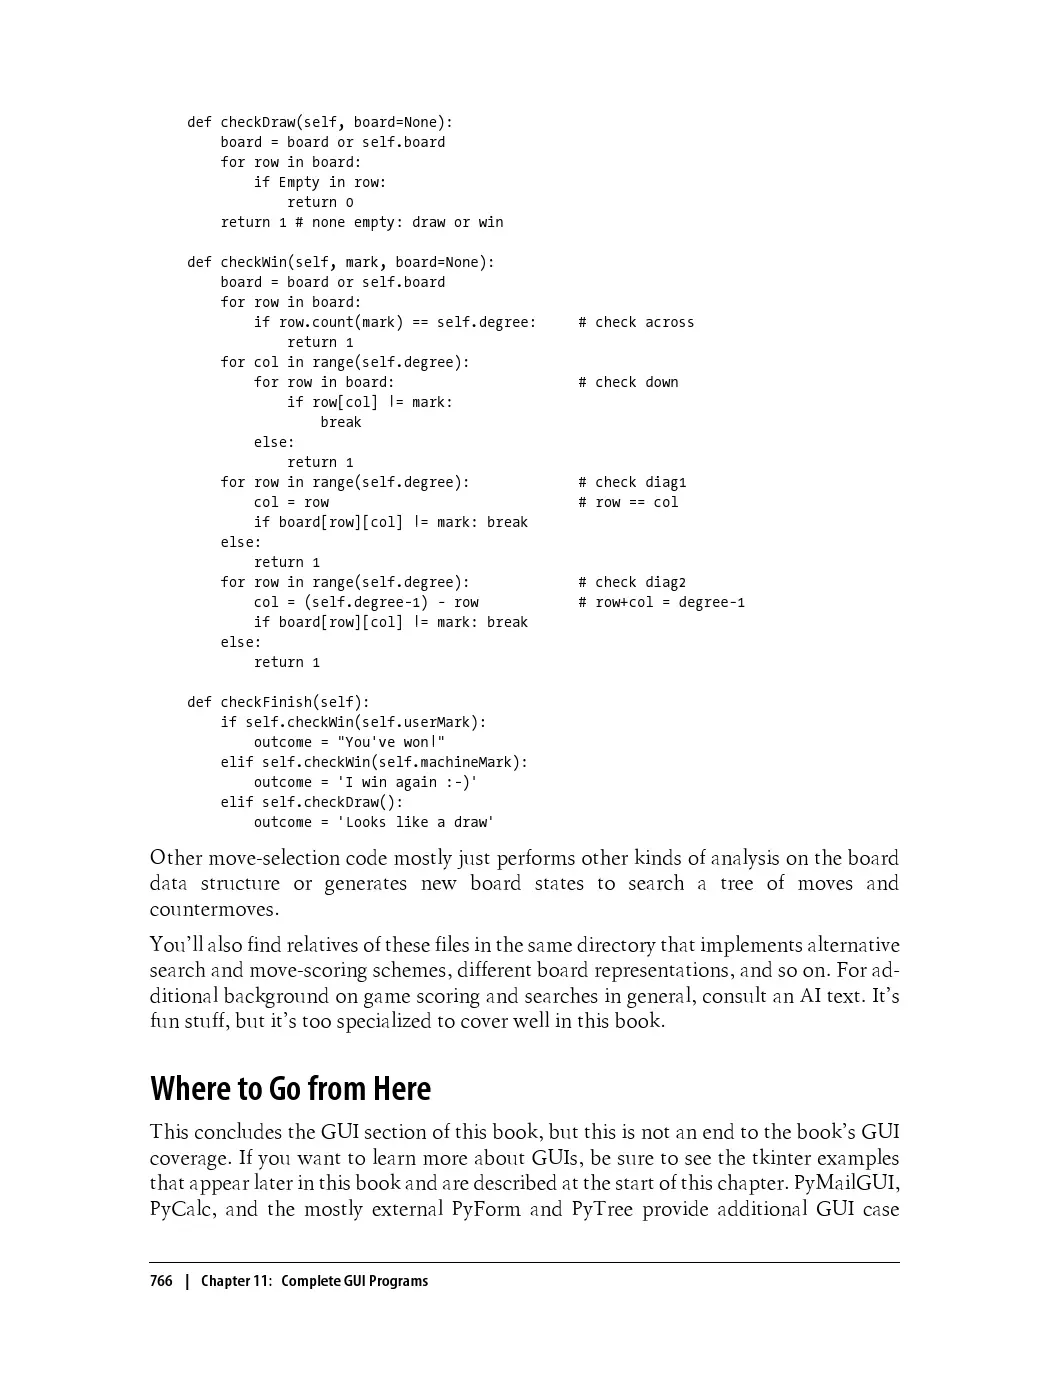 def checkDraw(self, board=None):
    board = board or self.board
    for row in board:
        if Empty in row:
            return 0
    return 1 # none empty: draw or win
def checkWin(self, mark, board=None):
    board = board or self.board
    for row in board:
        if row.count(mark) == self.degree:     # check across
            return 1
    for col in range(self.degree):
        for row in board:                      # check down
            if row[col] != mark:
                break
        else:
            return 1
    for row in range(self.degree):             # check diag1
        col = row                              # row == col
        if board[row][col] != mark: break
    else:
        return 1
    for row in range(self.degree):             # check diag2
        col = (self.degree-1) - row            # row+col = degree-1
        if board[row][col] != mark: break
    else:
        return 1
def checkFinish(self):
    if self.checkWin(self.userMark):
        outcome = "You've won!"
    elif self.checkWin(self.machineMark):
        outcome = 'I win again :-)'
    elif self.checkDraw():
        outcome = 'Looks like a draw'
Other move-selection code mostly just performs other kinds of analysis on the board
data structure or generates new board states to search a tree of moves and
countermoves.
You’ll also find relatives of these files in the same directory that implements alternative
search and move-scoring schemes, different board representations, and so on. For ad-
ditional background on game scoring and searches in general, consult an AI text. It’s
fun stuff, but it’s too specialized to cover well in this book.
Where to Go from Here
This concludes the GUI section of this book, but this is not an end to the book’s GUI
coverage. If you want to learn more about GUIs, be sure to see the tkinter examples
that appear later in this book and are described at the start of this chapter. PyMailGUI,
PyCalc, and the mostly external PyForm and PyTree provide additional GUI case
766 | Chapter 11: Complete GUI Programs